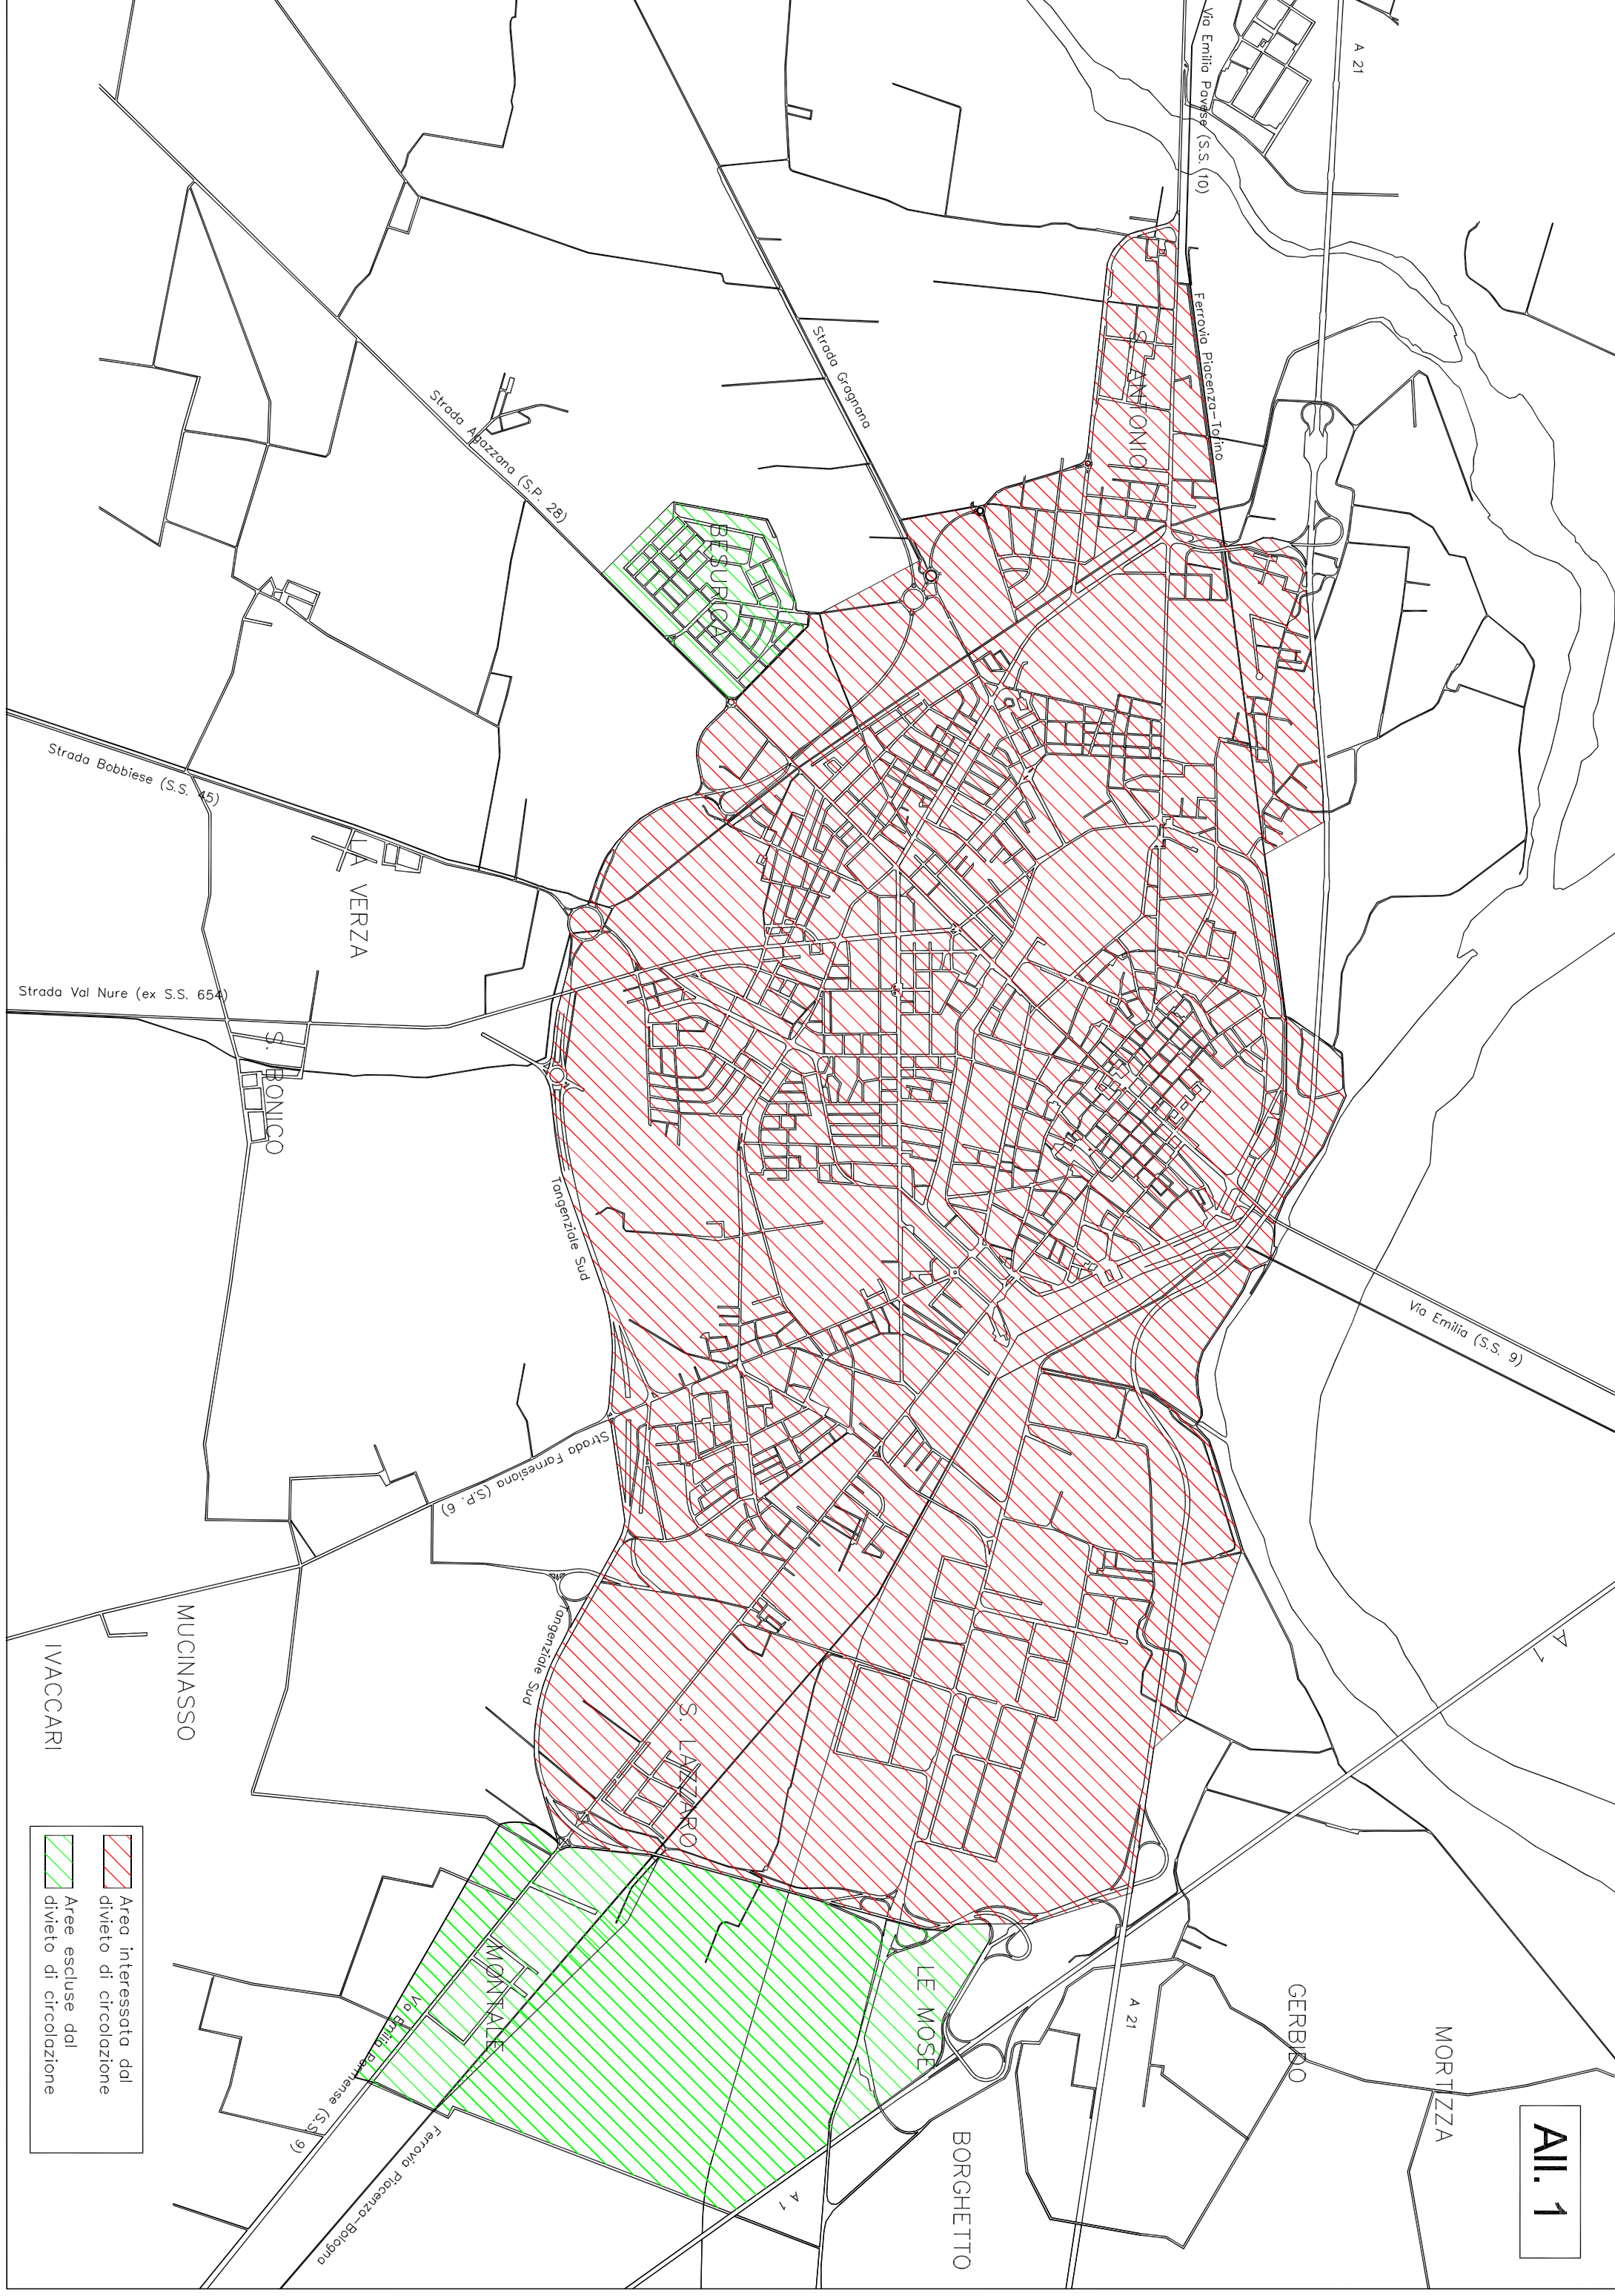 All. 1
A 21
Via Emilia Pavese (S.S. 10)
Ferrovia Piacenza-Torino
S. ANTONIO
Strada Gragnana
Strada Agazzana (S.P. 28)
BESURICA
Strada Bobbiese (S.S. 45)
LA VERZA
Strada Val Nure (ex S.S. 654)
S. BONICO
Tangenziale Sud
Via Emilia (S.S. 9)
Strada Farnesiana (S.P. 6)
Tangenziale Sud
MUCINASSO
IVACCARI
A 1
S. LAZZARO
MONTALE
LE MOSE
GERBIDO
MORTIZZA
A 21
BORGHETTO
A 1
Via Emilia Parmense (S.S. 9)
Ferrovia Piacenza-Bologna
Area interessata dal
divieto di circolazione
Aree escluse dal
divieto di circolazione